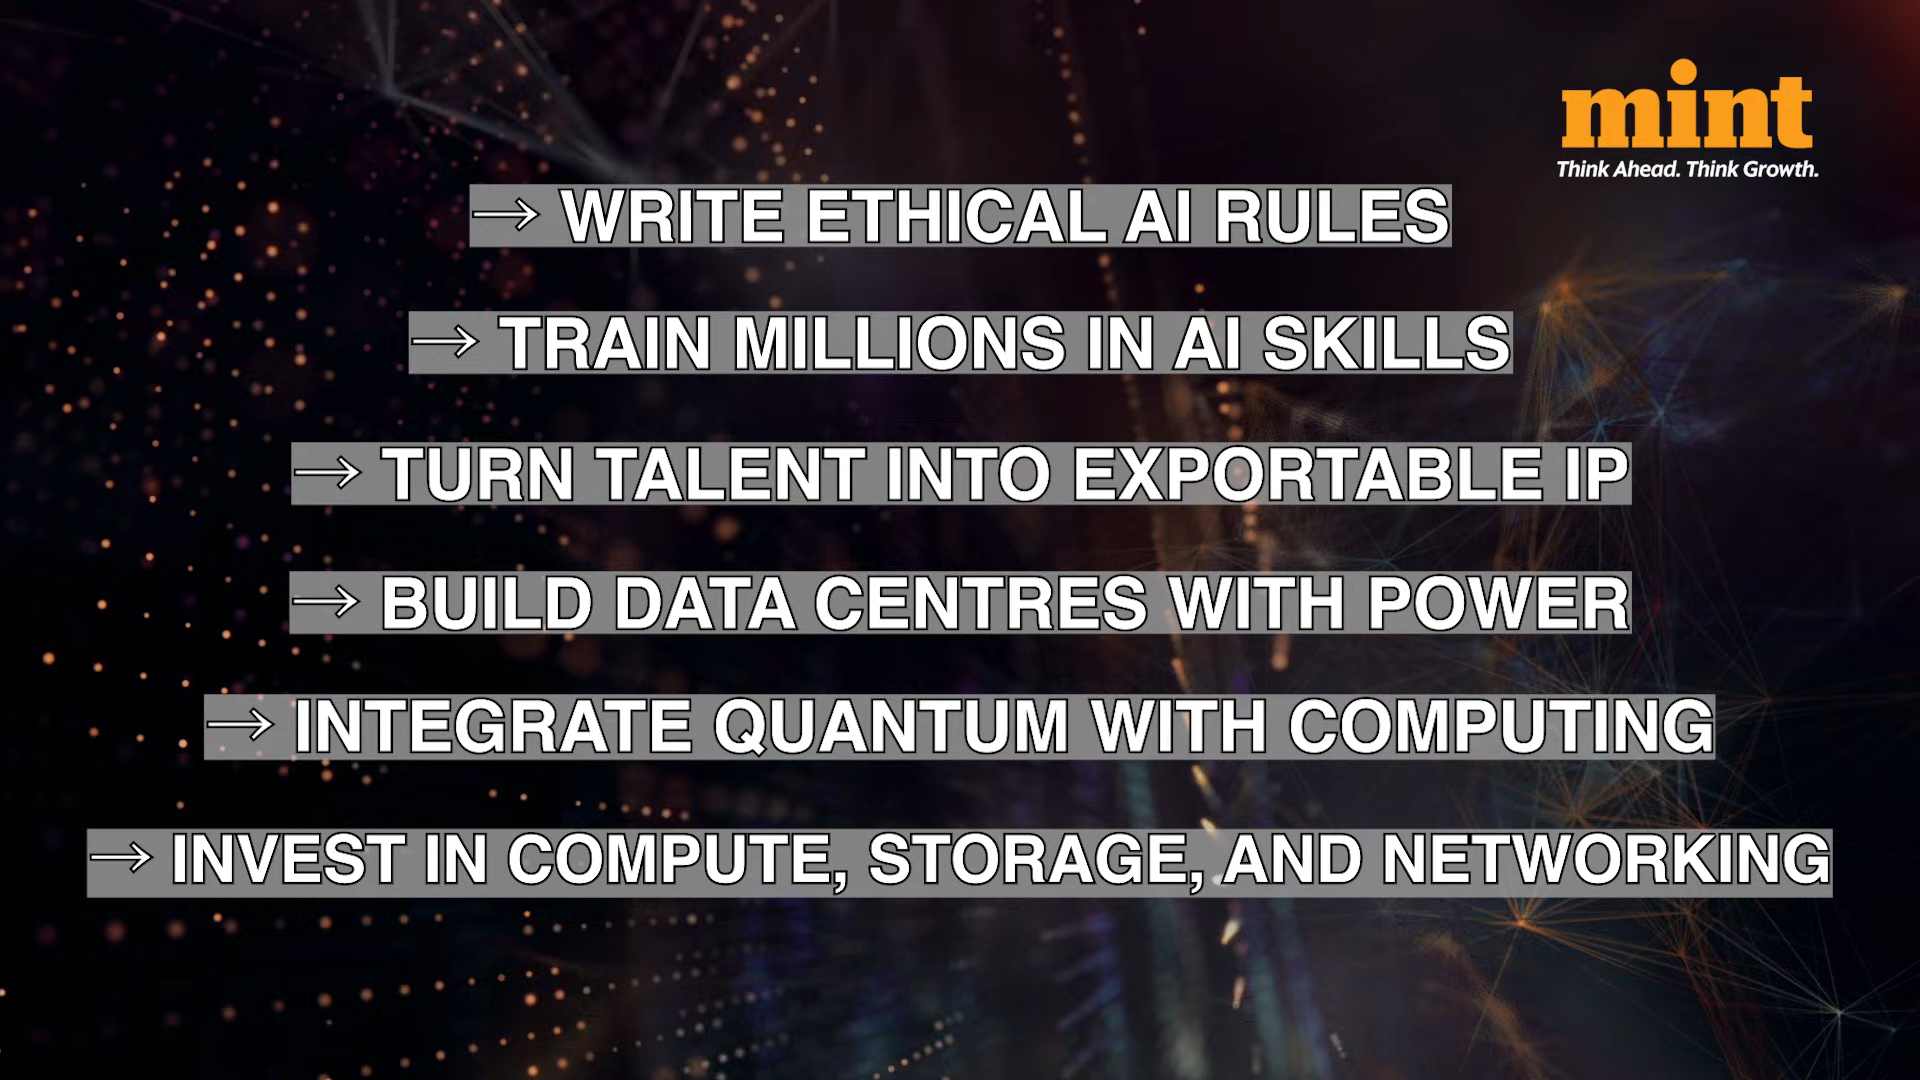 mint
Think Ahead. Think Growth.
→ WRITE ETHICAL AI RULES
→ TRAIN MILLIONS IN AI SKILLS
→ TURN TALENT INTO EXPORTABLE IP
→ BUILD DATA CENTRES WITH POWER
→ INTEGRATE QUANTUM WITH COMPUTING
→ INVEST IN COMPUTE, STORAGE, AND NETWORKING